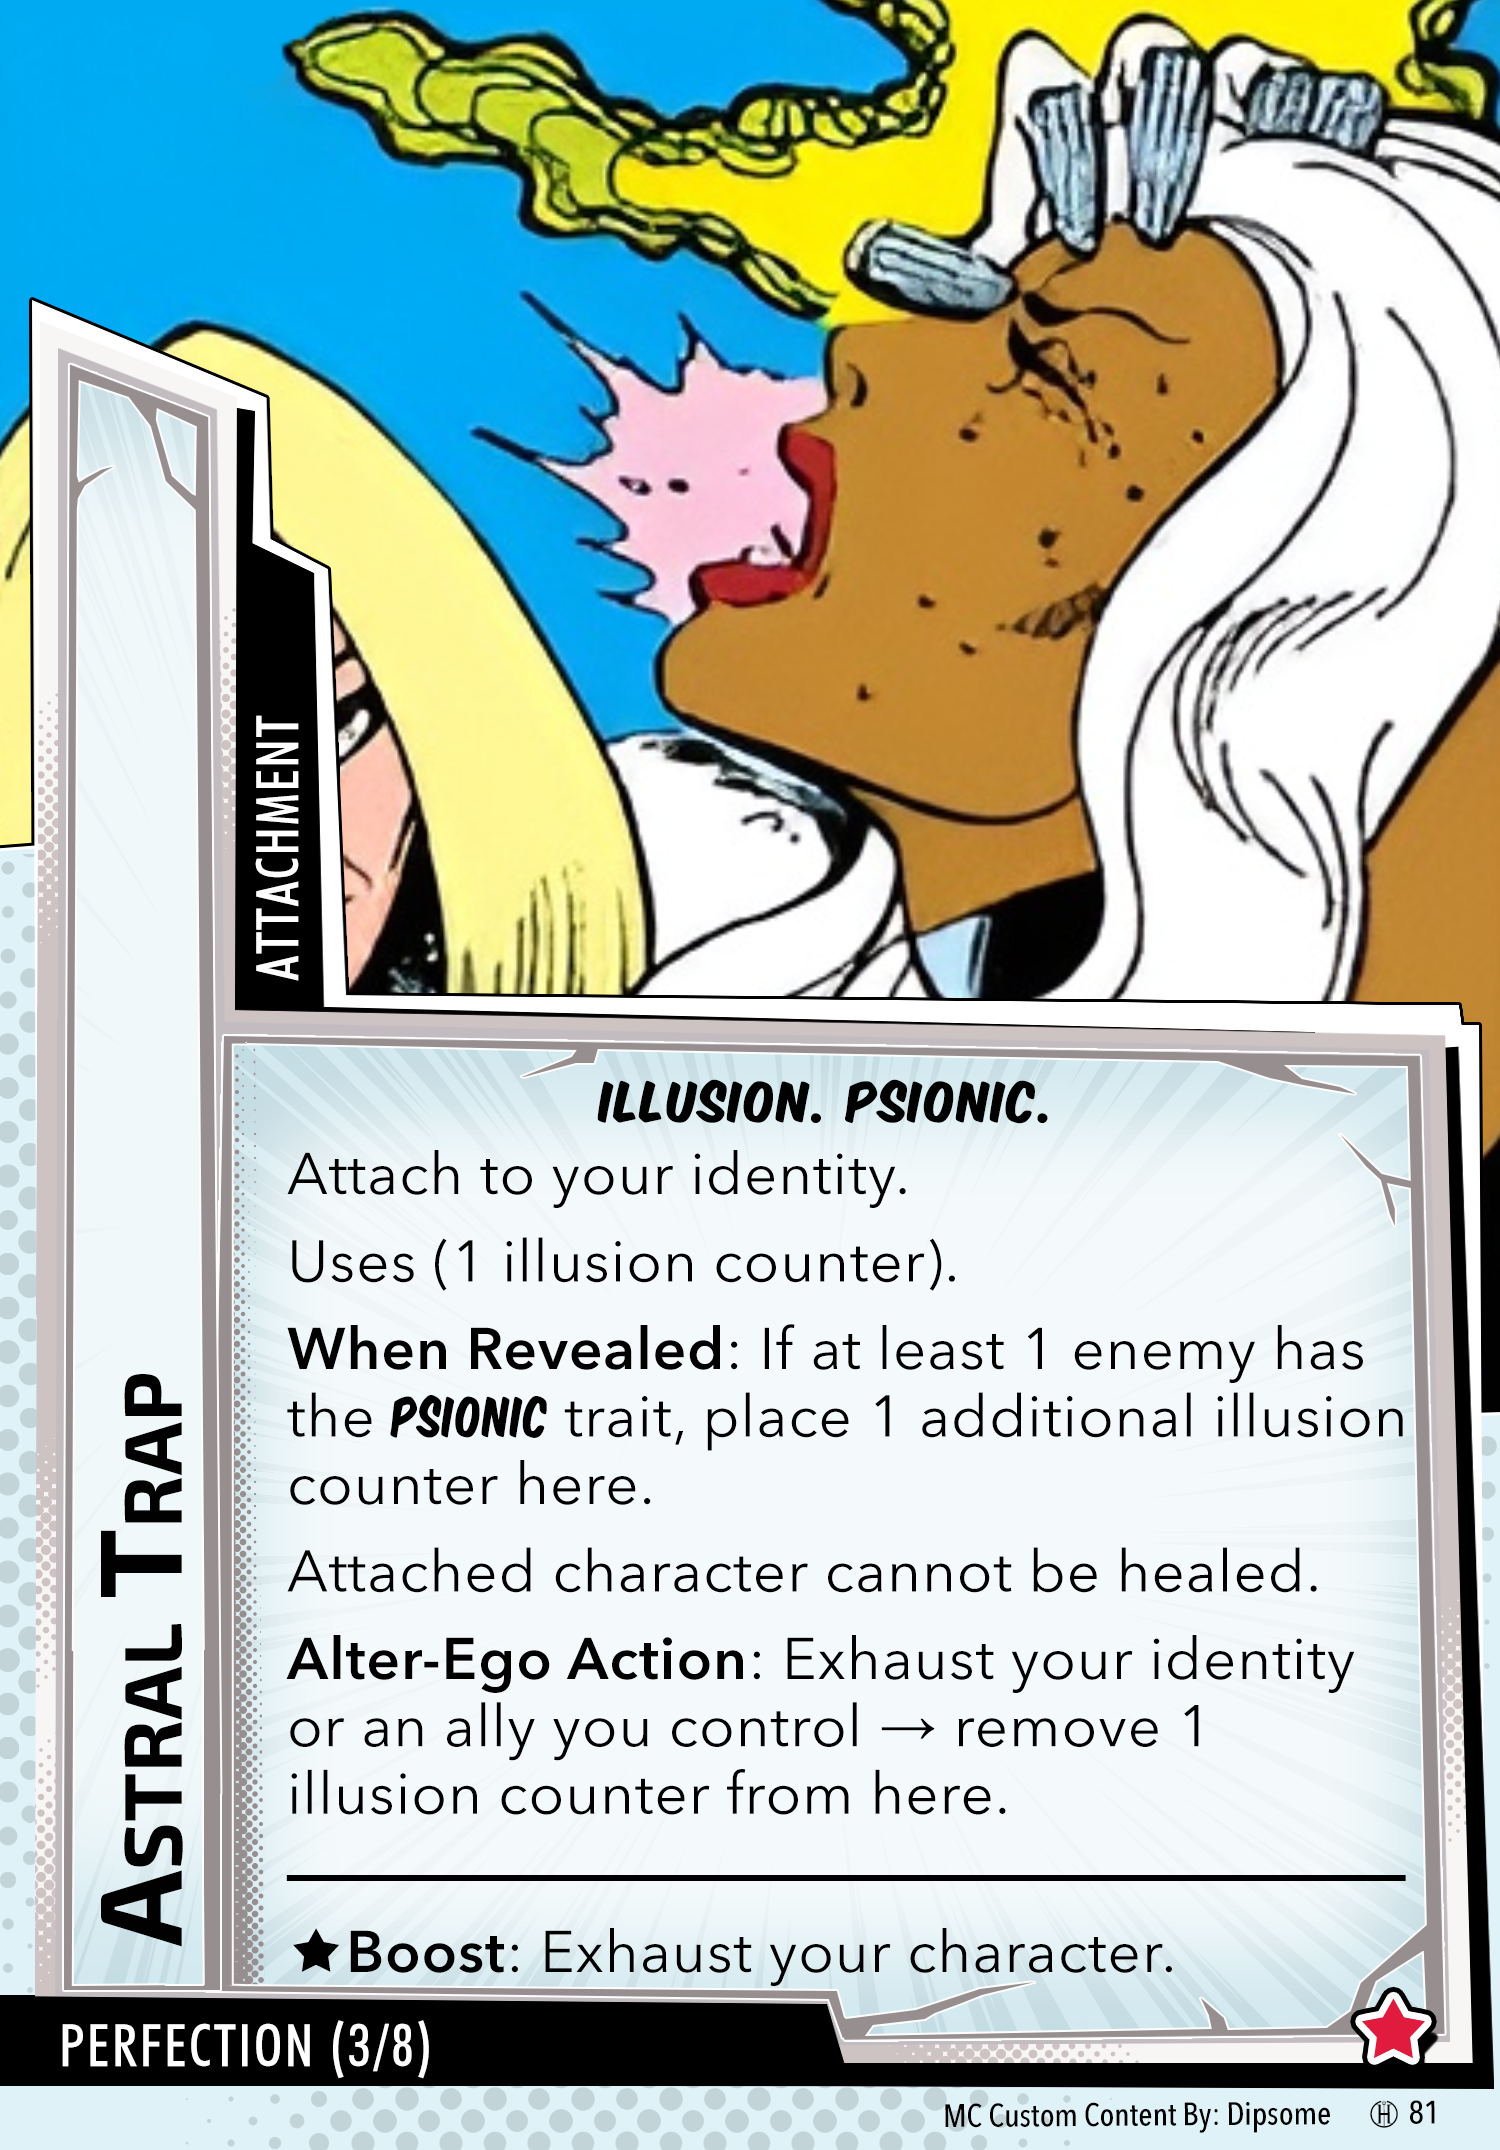 ATTACHMENT
ASTRAL TRAP
ILLUSION. PSIONIC.
Attach to your identity.
Uses (1 illusion counter).
When Revealed: If at least 1 enemy has
the PSIONIC trait, place 1 additional illusion
counter here.
Attached character cannot be healed.
Alter-Ego Action: Exhaust your identity
or an ally you control → remove 1
illusion counter from here.
★Boost: Exhaust your character.
PERFECTION (3/8)
MC Custom Content By: Dipsome 81